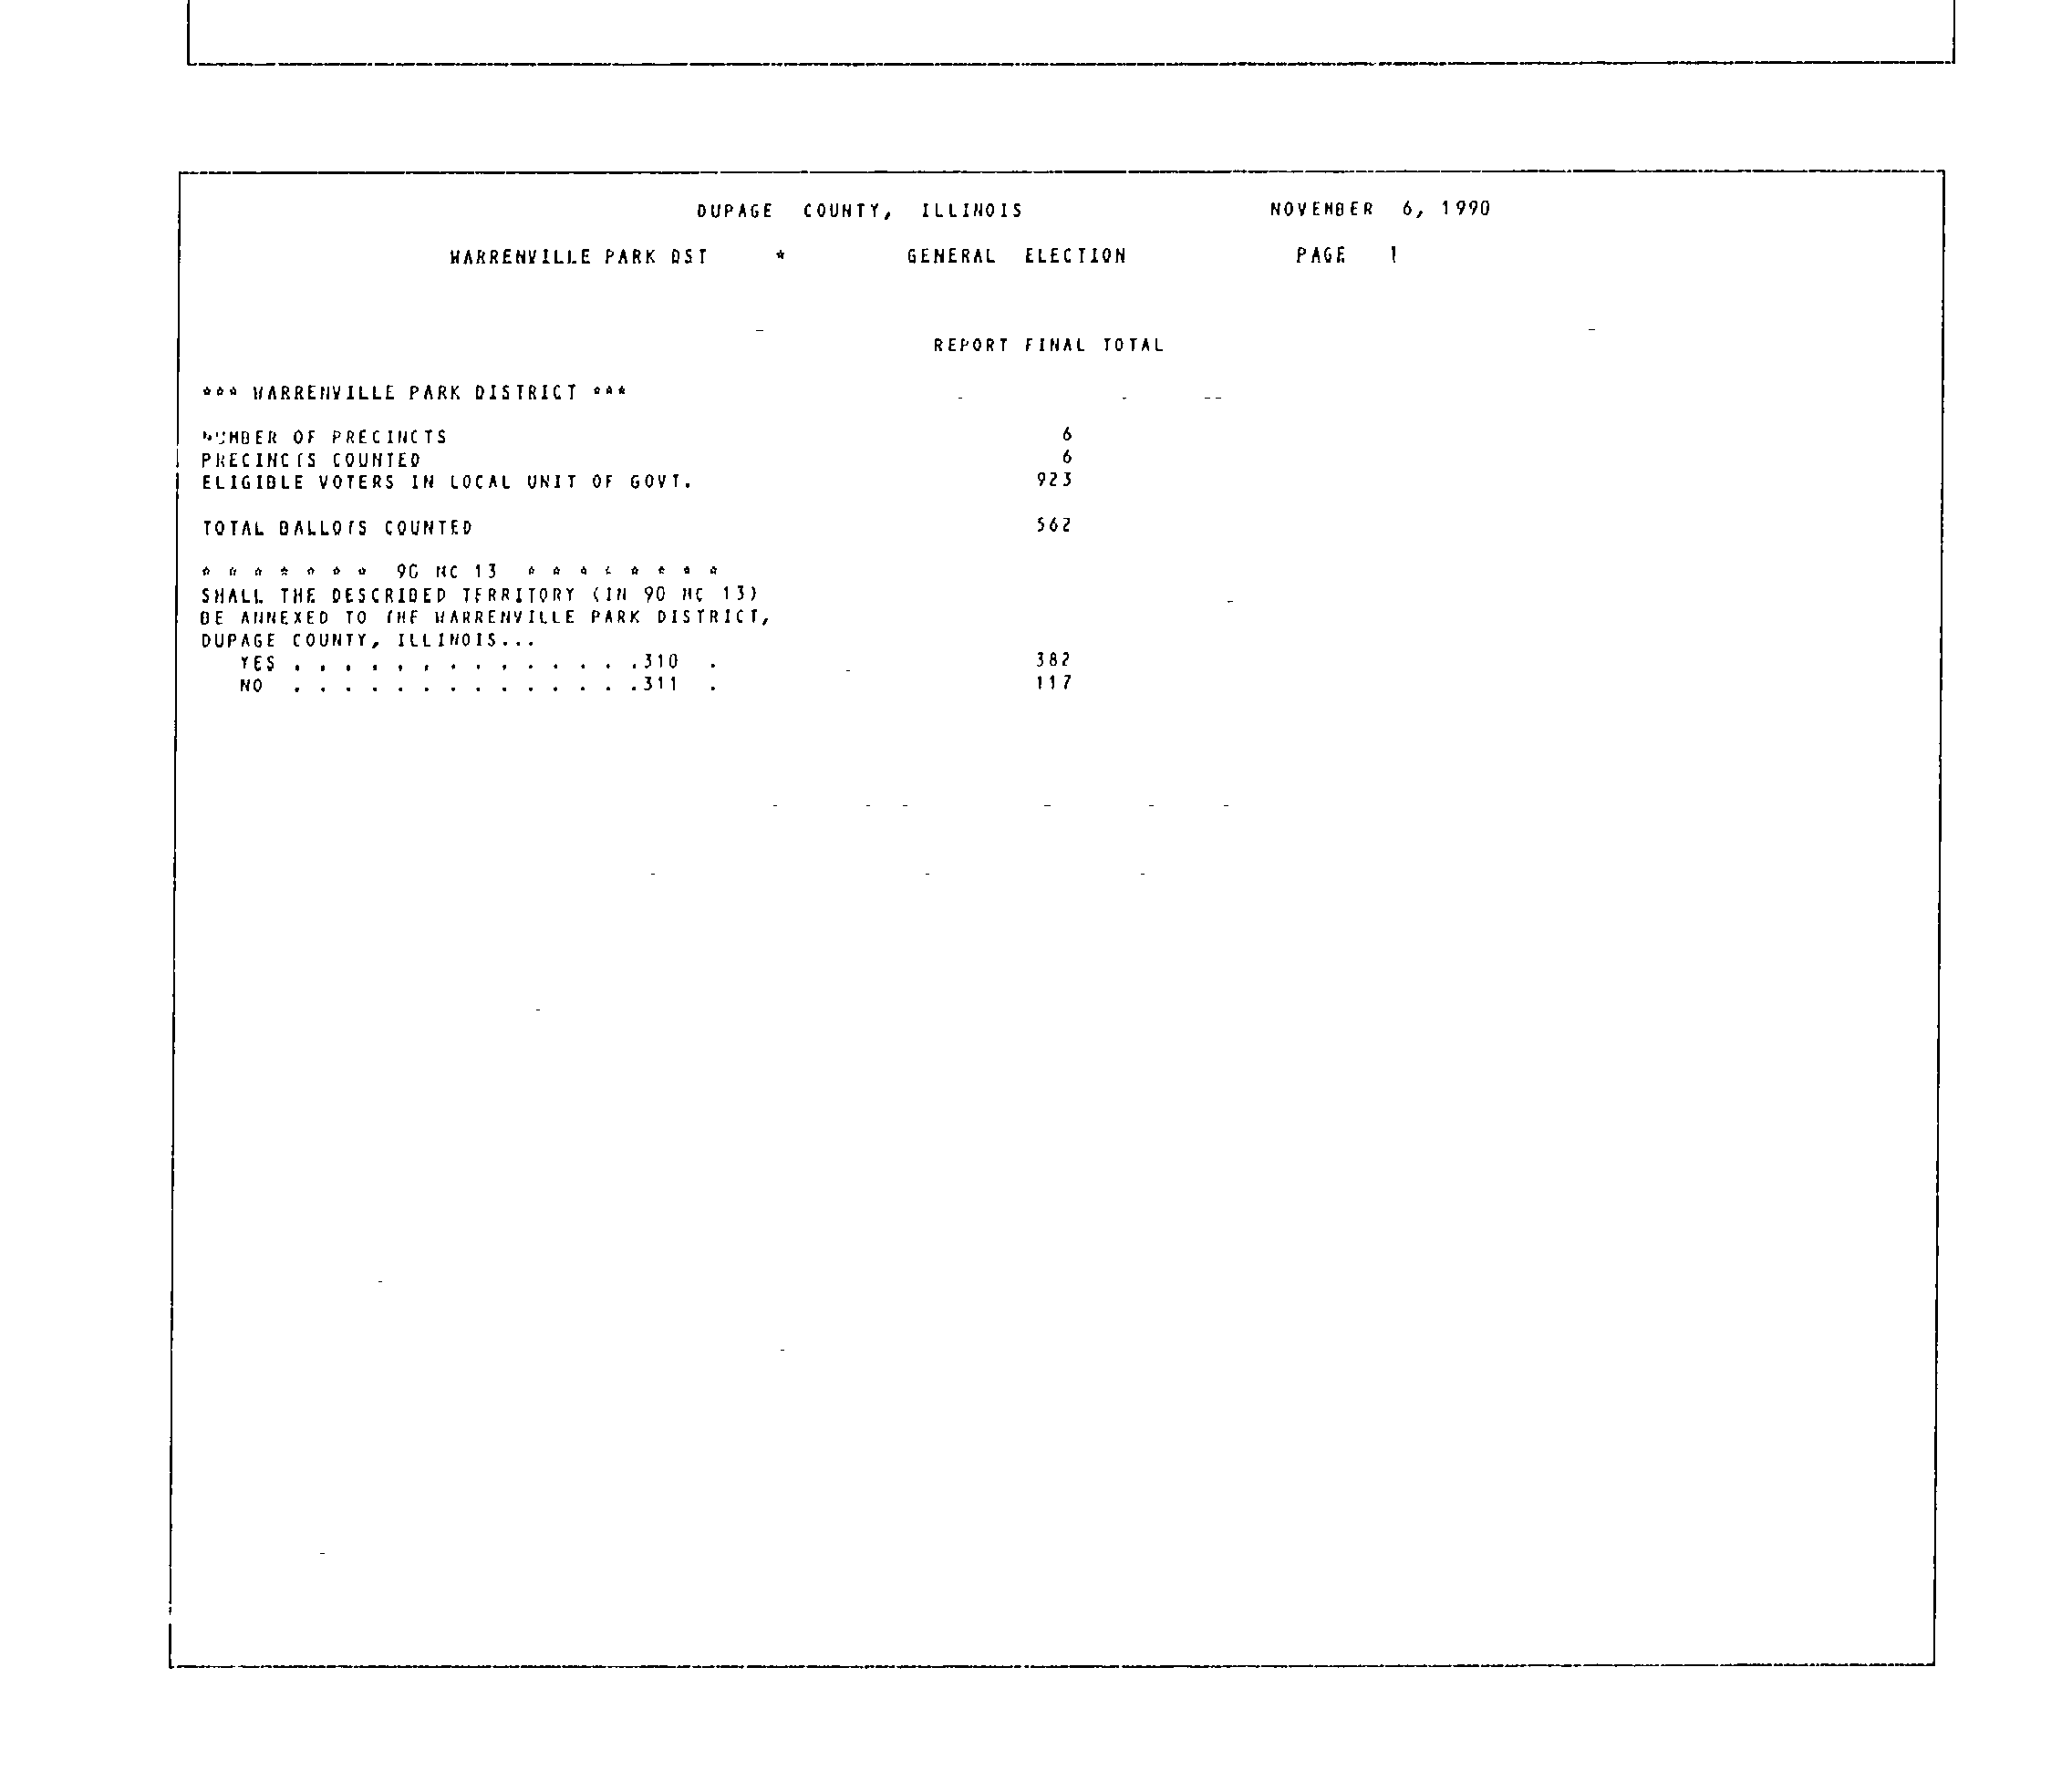 DUPAGE COUNTY, ILLINOIS NOVEMBER 6, 1990
WARRENVILLE PARK DST * GENERAL ELECTION PAGE 1
REPORT FINAL TOTAL
*** WARRENVILLE PARK DISTRICT ***
NUMBER OF PRECINCTS 6
PRECINCTS COUNTED 6
ELIGIBLE VOTERS IN LOCAL UNIT OF GOVT. 923
TOTAL BALLOTS COUNTED 562
* * * * * * * 90 MC 13 * * * * * * * *
SHALL THE DESCRIBED TERRITORY (IN 90 MC 13)
BE ANNEXED TO THE WARRENVILLE PARK DISTRICT,
DUPAGE COUNTY, ILLINOIS...
YES . . . . . . . . . . . . . .310 . 382
NO . . . . . . . . . . . . . .311 . 117